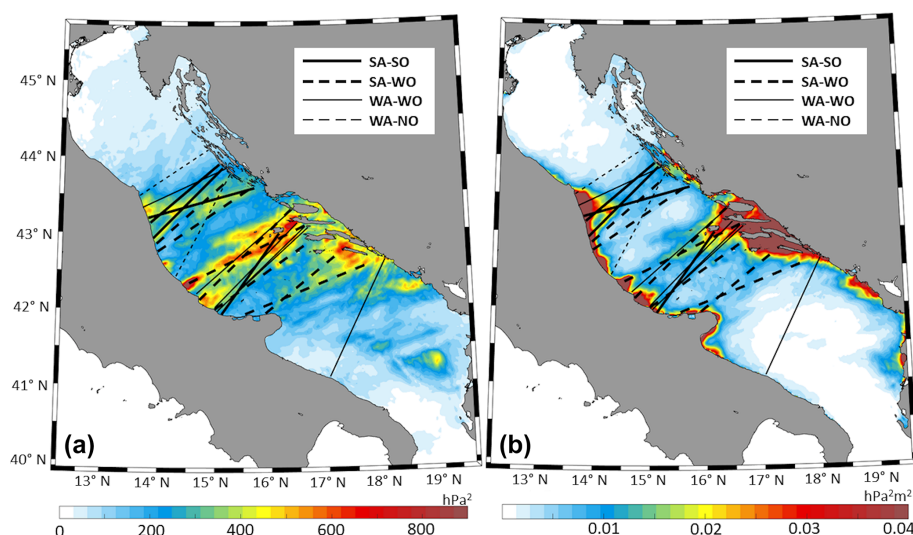 SA-SO
SA-WO
WA-WO
WA-NO
45° N
44° N
43° N
42° N
41° N
40° N
(a)
13° N
14° N
15° N
16° N
17° N
18° N
19° N
hPa²
0
200
400
600
800
SA-SO
SA-WO
WA-WO
WA-NO
(b)
13° N
14° N
15° N
16° N
17° N
18° N
19° N
hPa²m²
0.01
0.02
0.03
0.04